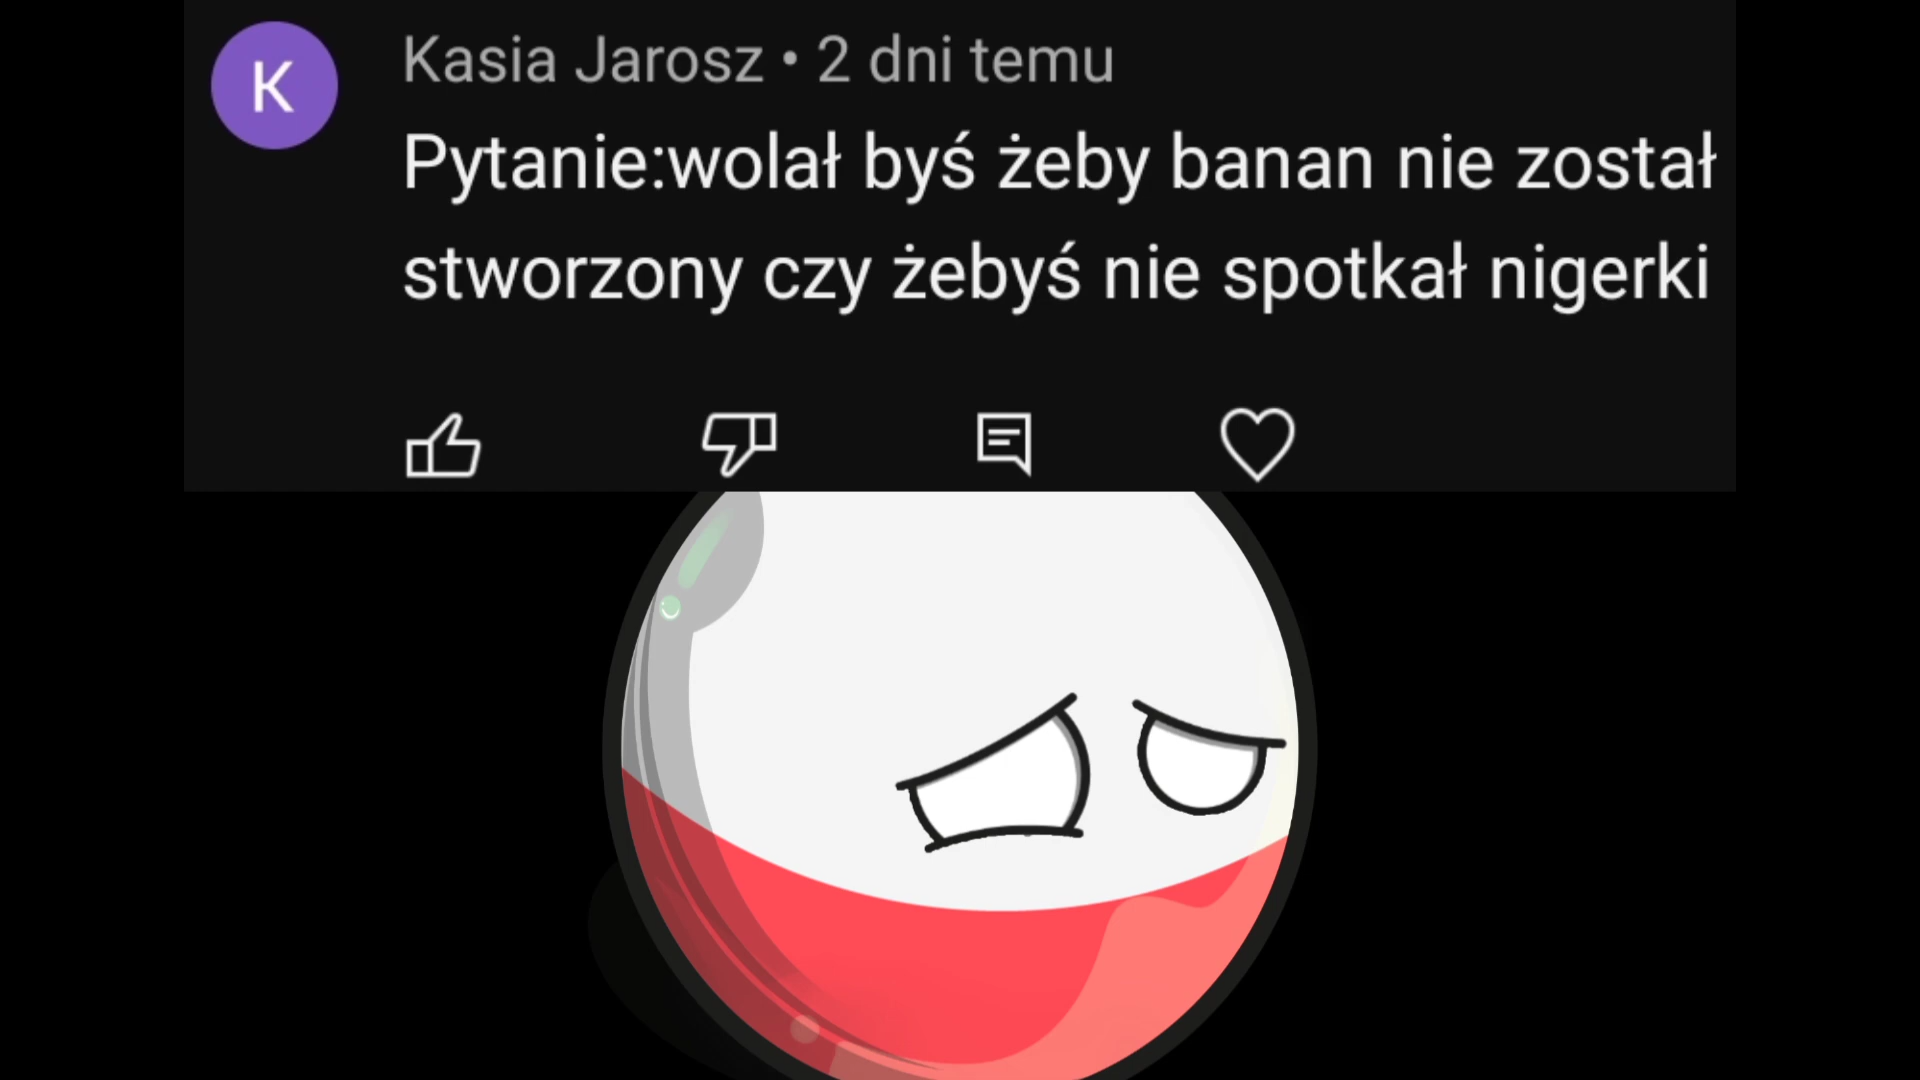 K
Kasia Jarosz • 2 dni temu
Pytanie:wolał byś żeby banan nie został
stworzony czy żebyś nie spotkał nigerki